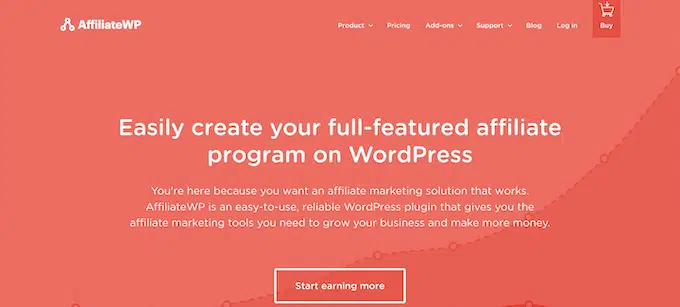 AffiliateWP
Product Pricing Add-ons Support Blog Log in Buy
Easily create your full-featured affiliate
program on WordPress
You're here because you want an affiliate marketing solution that works.
AffiliateWP is an easy-to-use, reliable WordPress plugin that gives you the
affiliate marketing tools you need to grow your business and make more money.
Start earning more